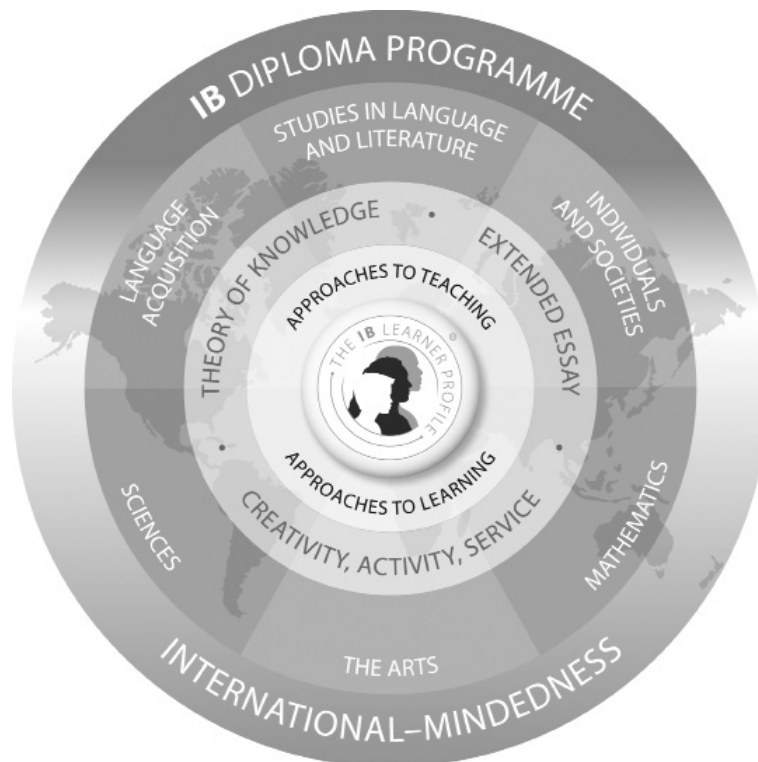 IB DIPLOMA PROGRAMME
STUDIES IN LANGUAGE
AND LITERATURE
LANGUAGE
ACQUISITION
INDIVIDUALS
AND SOCIETIES
THEORY OF KNOWLEDGE
EXTENDED ESSAY
APPROACHES TO TEACHING
THE IB LEARNER PROFILE
®
APPROACHES TO LEARNING
CREATIVITY, ACTIVITY, SERVICE
SCIENCES
MATHEMATICS
THE ARTS
INTERNATIONAL–MINDEDNESS